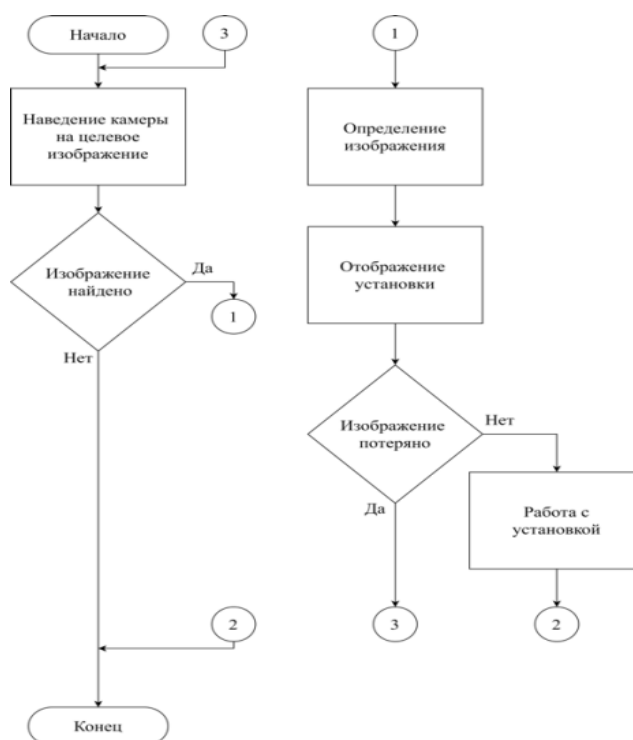 Начало
3
Наведение камеры
на целевое
изображение
Изображение
найдено
Да
1
Нет
2
Конец
1
Определение
изображения
Отображение
установки
Изображение
потеряно
Нет
Да
Работа с
установкой
3
2